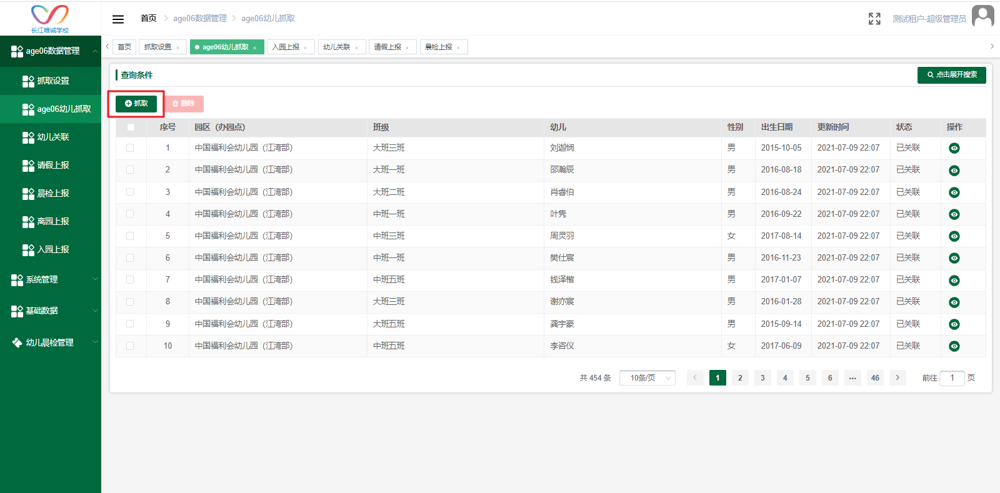 长江唯诚学校
首页 > age06数据管理 > age06幼儿抓取
测试租户-超级管理员
age06数据管理
抓取设置
age06幼儿抓取
幼儿关联
请假上报
晨检上报
离园上报
入园上报
系统管理
基础数据
幼儿晨检管理
首页 抓取设置 × age06幼儿抓取 × 入园上报 × 幼儿关联 × 请假上报 × 晨检上报 ×
查询条件
点击展开搜索
抓取 删除
序号 园区（办园点） 班级 幼儿 性别 出生日期 更新时间 状态 操作
1 中国福利会幼儿园（江湾部） 大班三班 刘迦悯 男 2015-10-05 2021-07-09 22:07 已关联
2 中国福利会幼儿园（江湾部） 大班一班 邵瀚辰 男 2016-08-18 2021-07-09 22:07 已关联
3 中国福利会幼儿园（江湾部） 大班二班 肖睿伯 男 2016-08-24 2021-07-09 22:07 已关联
4 中国福利会幼儿园（江湾部） 中班一班 叶隽 男 2016-09-22 2021-07-09 22:07 已关联
5 中国福利会幼儿园（江湾部） 中班三班 周灵羽 女 2017-08-14 2021-07-09 22:07 已关联
6 中国福利会幼儿园（江湾部） 中班一班 樊仕宸 男 2016-11-23 2021-07-09 22:07 已关联
7 中国福利会幼儿园（江湾部） 中班五班 钱泽楷 男 2017-01-07 2021-07-09 22:07 已关联
8 中国福利会幼儿园（江湾部） 大班三班 谢亦宸 男 2016-01-28 2021-07-09 22:07 已关联
9 中国福利会幼儿园（江湾部） 大班五班 龚宇豪 男 2015-09-14 2021-07-09 22:07 已关联
10 中国福利会幼儿园（江湾部） 中班五班 李咨仪 女 2017-06-09 2021-07-09 22:07 已关联
共 454 条 10条/页 < 1 2 3 4 5 6 ••• 46 > 前往 1 页